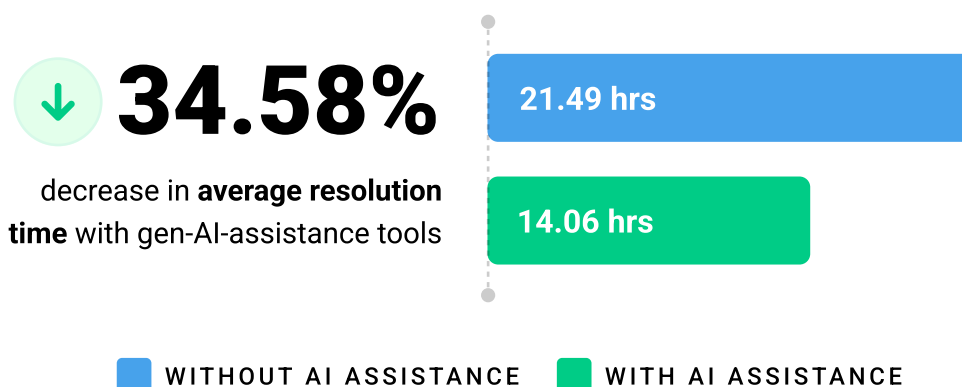 34.58%
decrease in average resolution
time with gen-AI-assistance tools
21.49 hrs
14.06 hrs
WITHOUT AI ASSISTANCE
WITH AI ASSISTANCE